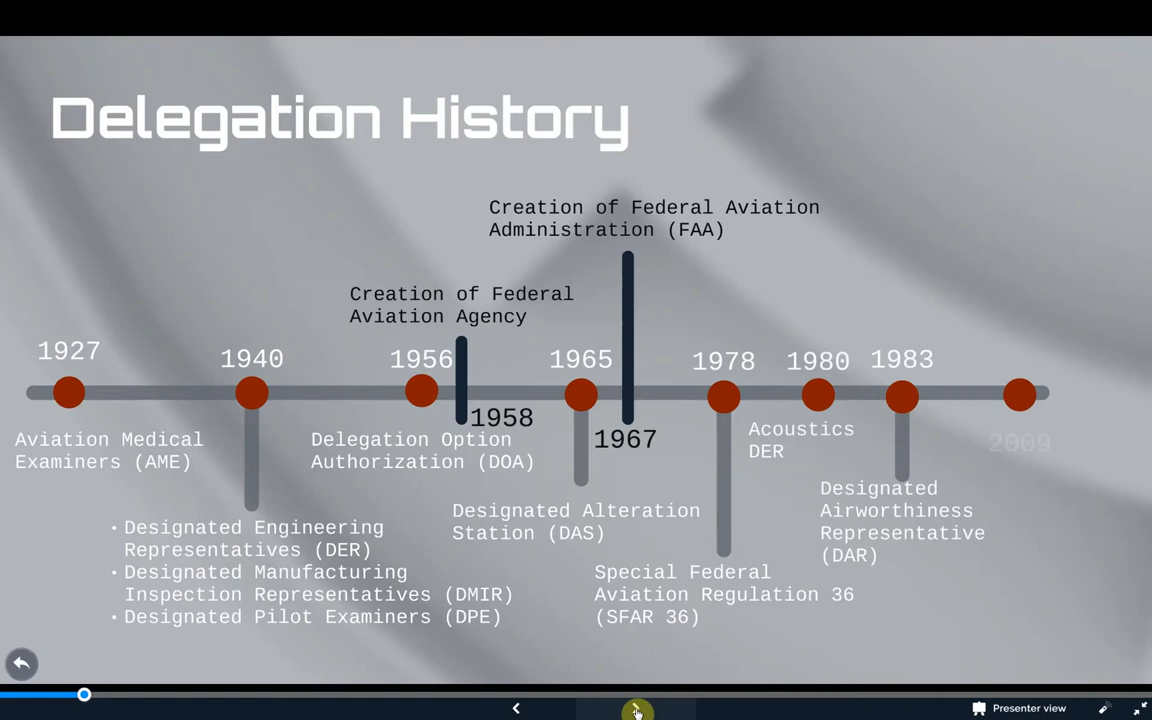 Delegation History
Creation of Federal Aviation
Administration (FAA)
Creation of Federal
Aviation Agency
1927
1940
1956
1965
1978
1980
1983
1958
1967
2009
Aviation Medical
Examiners (AME)
Delegation Option
Authorization (DOA)
Acoustics
DER
Designated Alteration
Station (DAS)
Designated
Airworthiness
Representative
(DAR)
• Designated Engineering
Representatives (DER)
• Designated Manufacturing
Inspection Representatives (DMIR)
• Designated Pilot Examiners (DPE)
Special Federal
Aviation Regulation 36
(SFAR 36)
Presenter view